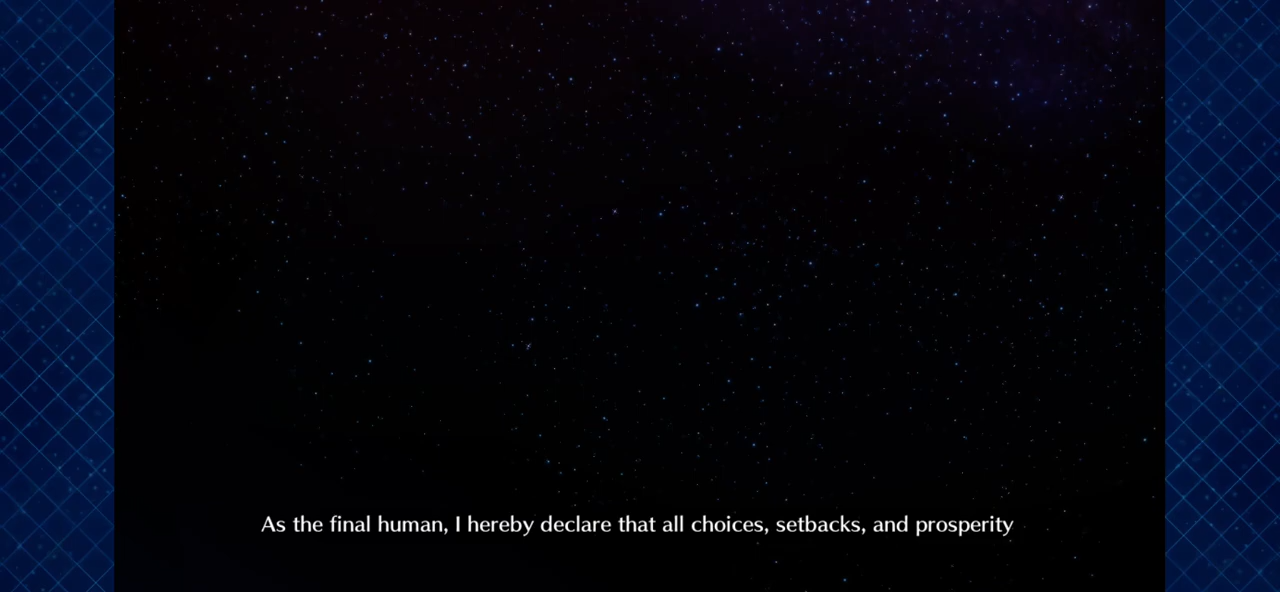 As the final human, I hereby declare that all choices, setbacks, and prosperity